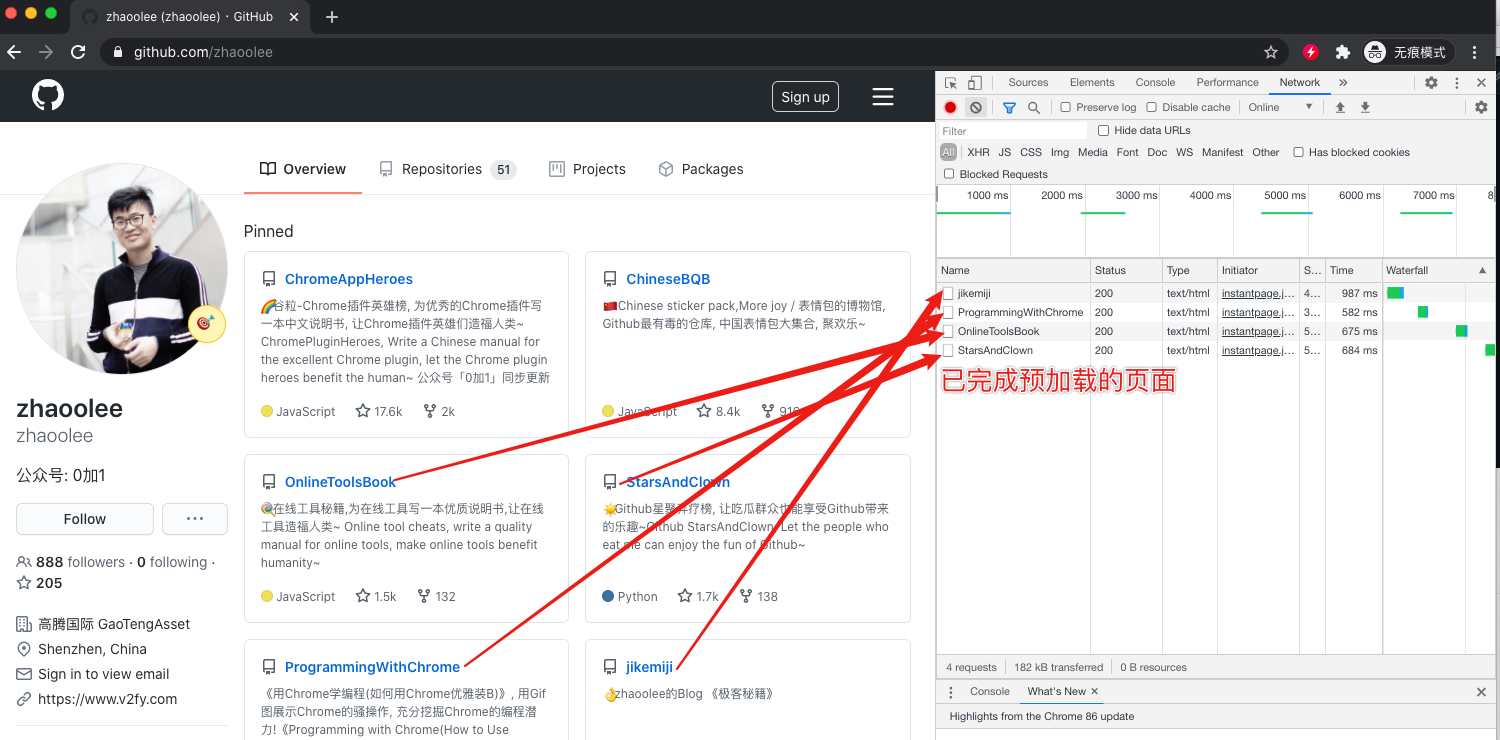 zhaoolee (zhaoolee) · GitHub
github.com/zhaoolee
无痕模式
Sign up
Overview
Repositories 51
Projects
Packages
zhaoolee
zhaoolee
公众号: 0加1
Follow
...
888 followers · 0 following ·
205
高腾国际 GaoTengAsset
Shenzhen, China
Sign in to view email
https://www.v2fy.com
Pinned
ChromeAppHeroes
谷粒-Chrome插件英雄榜, 为优秀的Chrome插件写
一本中文说明书, 让Chrome插件英雄们造福人类~
ChromePluginHeroes, Write a Chinese manual for
the excellent Chrome plugin, let the Chrome plugin
heroes benefit the human~ 公众号「0加1」同步更新
JavaScript 17.6k 2k
ChineseBQB
Chinese sticker pack,More joy / 表情包的博物馆,
Github最有毒的仓库, 中国表情包大集合, 聚欢乐~
JavaScript 8.4k
OnlineToolsBook
在线工具秘籍,为在线工具写一本优质说明书,让在线
工具造福人类~ Online tool cheats, write a quality
manual for online tools, make online tools benefit
humanity~
JavaScript 1.5k 132
StarsAndClown
Github星聚弃疗榜, 让吃瓜群众也能享受Github带来
的乐趣~Github StarsAndClown, Let the people who
eat me can enjoy the fun of Github~
Python 1.7k 138
ProgrammingWithChrome
《用Chrome学编程(如何用Chrome优雅装B)》, 用Gif
图展示Chrome的骚操作, 充分挖掘Chrome的编程潜
力!《Programming with Chrome(How to Use
jikemiji
zhaoolee的Blog 《极客秘籍》
Sources Elements Console Performance Network
Preserve log Disable cache Online
Filter
Hide data URLs
All XHR JS CSS Img Media Font Doc WS Manifest Other Has blocked cookies
Blocked Requests
1000 ms 2000 ms 3000 ms 4000 ms 5000 ms 6000 ms 7000 ms 8
Name Status Type Initiator S... Time Waterfall
jikemiji 200 text/html instantpage.j... 4... 987 ms
ProgrammingWithChrome 200 text/html instantpage.j... 3... 582 ms
OnlineToolsBook 200 text/html instantpage.j... 5... 675 ms
StarsAndClown 200 text/html instantpage.j... 5... 684 ms
已完成预加载的页面
4 requests 182 kB transferred 0 B resources
Console What's New
Highlights from the Chrome 86 update